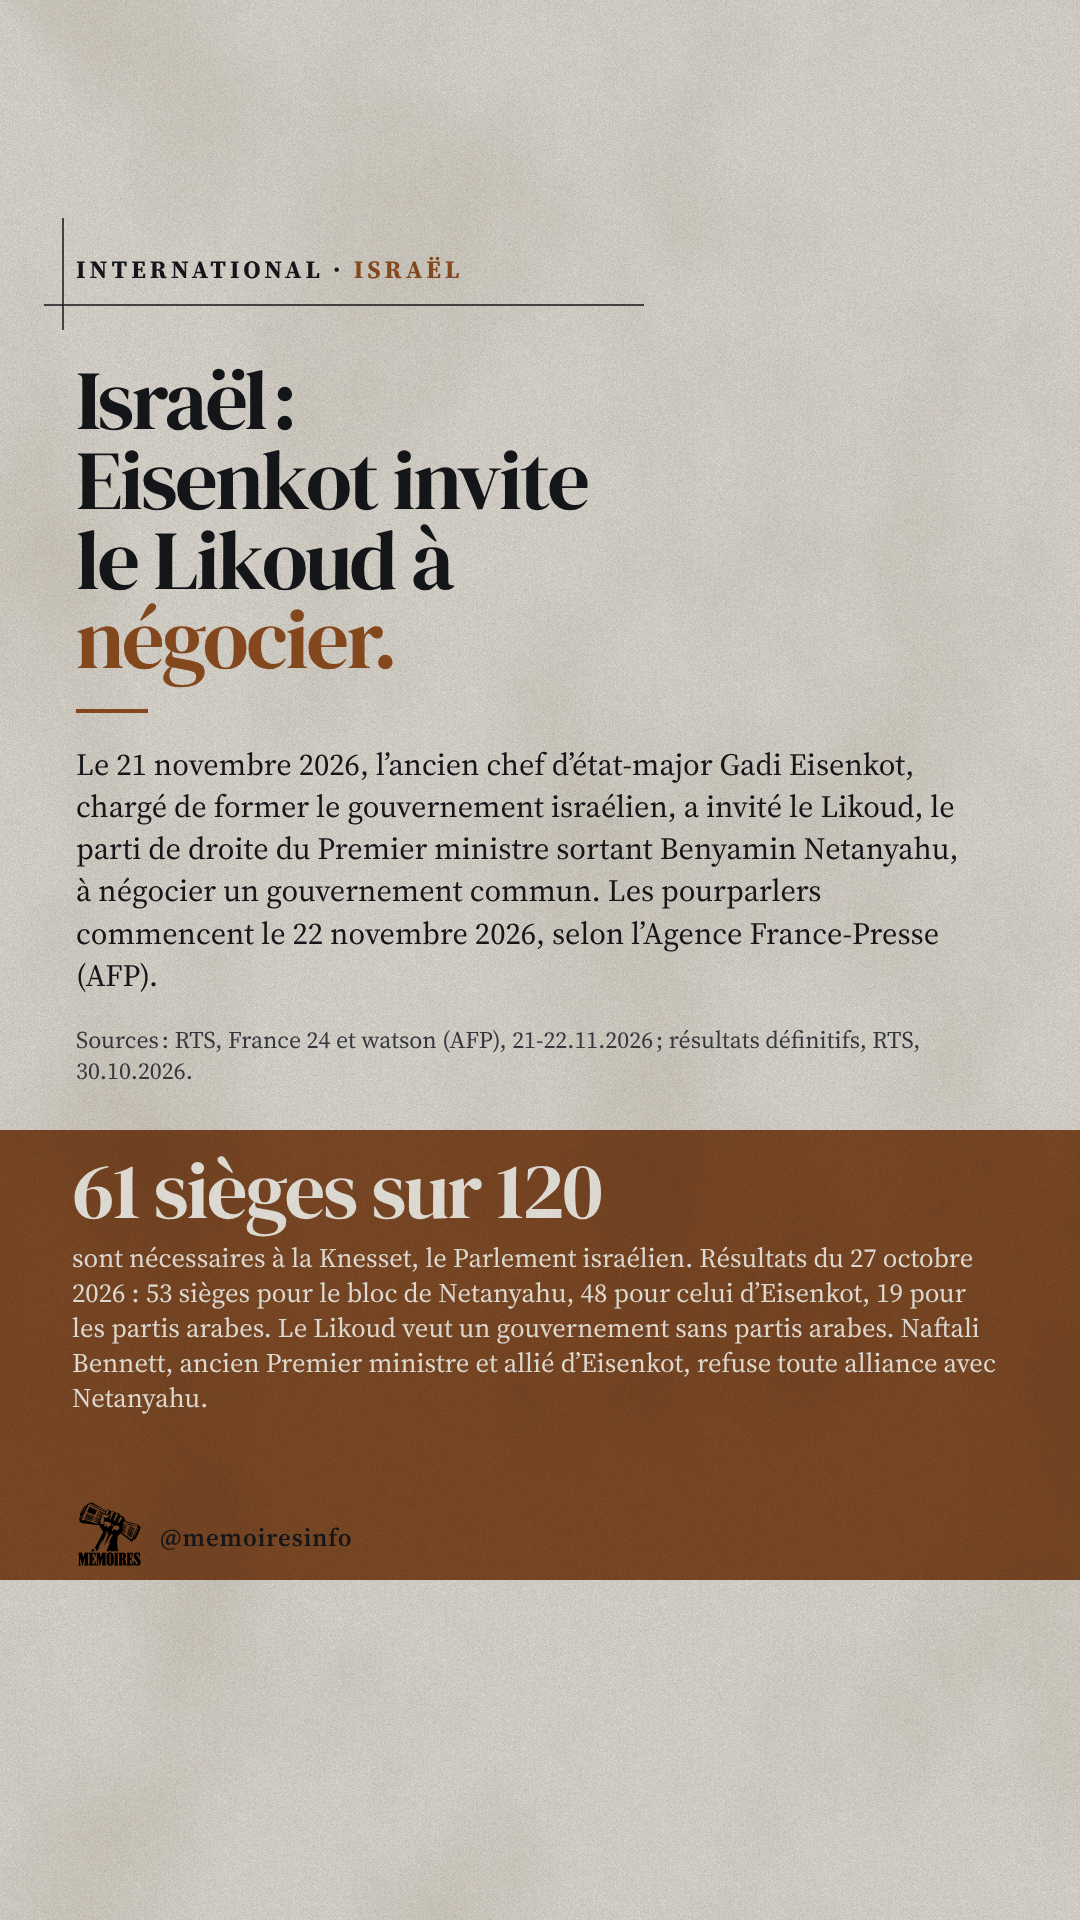 INTERNATIONAL · ISRAËL
Israël :
Eisenkot invite
le Likoud à
négocier.
Le 21 novembre 2026, l’ancien chef d’état-major Gadi Eisenkot,
chargé de former le gouvernement israélien, a invité le Likoud, le
parti de droite du Premier ministre sortant Benyamin Netanyahu,
à négocier un gouvernement commun. Les pourparlers
commencent le 22 novembre 2026, selon l’Agence France-Presse
(AFP).
Sources : RTS, France 24 et watson (AFP), 21-22.11.2026 ; résultats définitifs, RTS,
30.10.2026.
61 sièges sur 120
sont nécessaires à la Knesset, le Parlement israélien. Résultats du 27 octobre
2026 : 53 sièges pour le bloc de Netanyahu, 48 pour celui d’Eisenkot, 19 pour
les partis arabes. Le Likoud veut un gouvernement sans partis arabes. Naftali
Bennett, ancien Premier ministre et allié d’Eisenkot, refuse toute alliance avec
Netanyahu.
MÉMOIRES
@memoiresinfo